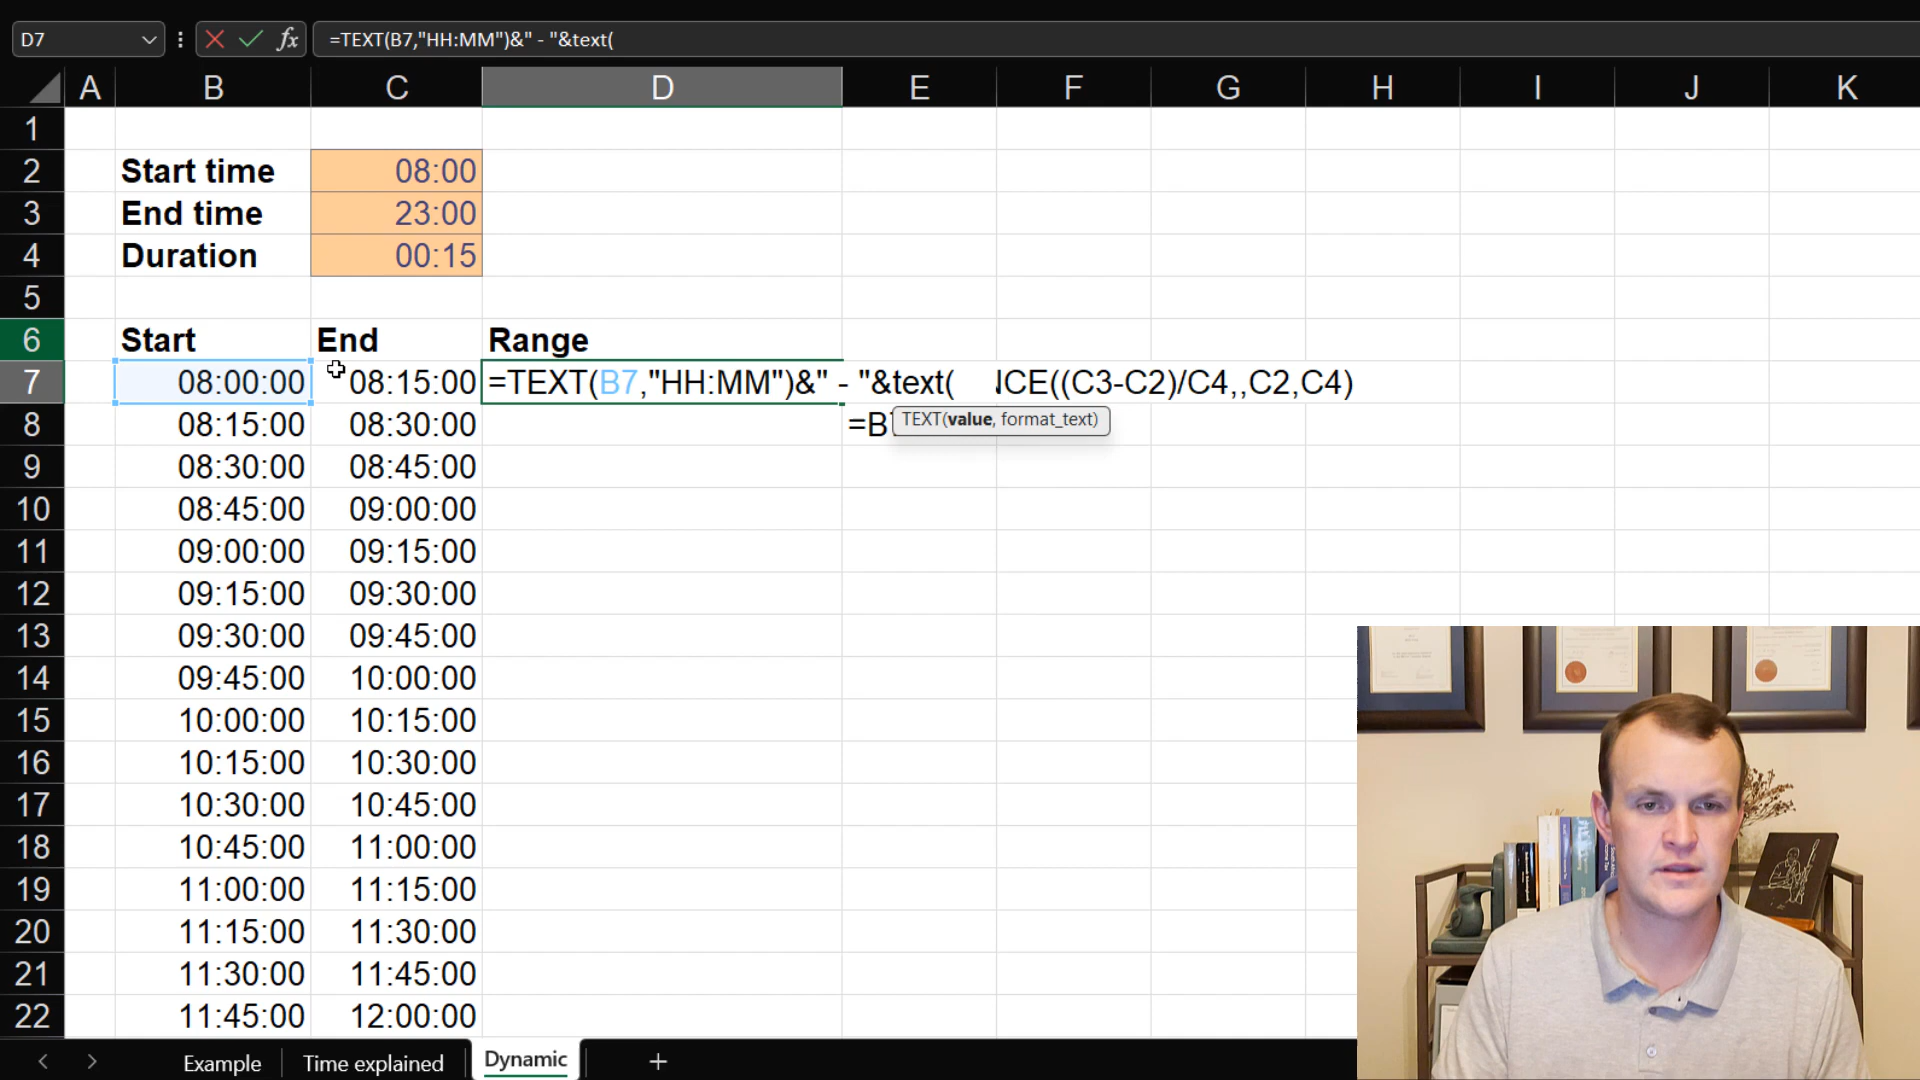 D7 fx =TEXT(B7,"HH:MM")&" - "&text(
A B C D E F G H I J K
1
2 Start time 08:00
3 End time 23:00
4 Duration 00:15
5
6 Start End Range
7 08:00:00 08:15:00 =TEXT(B7,"HH:MM")&" - "&text( NCE((C3-C2)/C4,,C2,C4)
8 08:15:00 08:30:00 =B TEXT(value, format_text)
9 08:30:00 08:45:00
10 08:45:00 09:00:00
11 09:00:00 09:15:00
12 09:15:00 09:30:00
13 09:30:00 09:45:00
14 09:45:00 10:00:00
15 10:00:00 10:15:00
16 10:15:00 10:30:00
17 10:30:00 10:45:00
18 10:45:00 11:00:00
19 11:00:00 11:15:00
20 11:15:00 11:30:00
21 11:30:00 11:45:00
22 11:45:00 12:00:00
Example Time explained Dynamic +